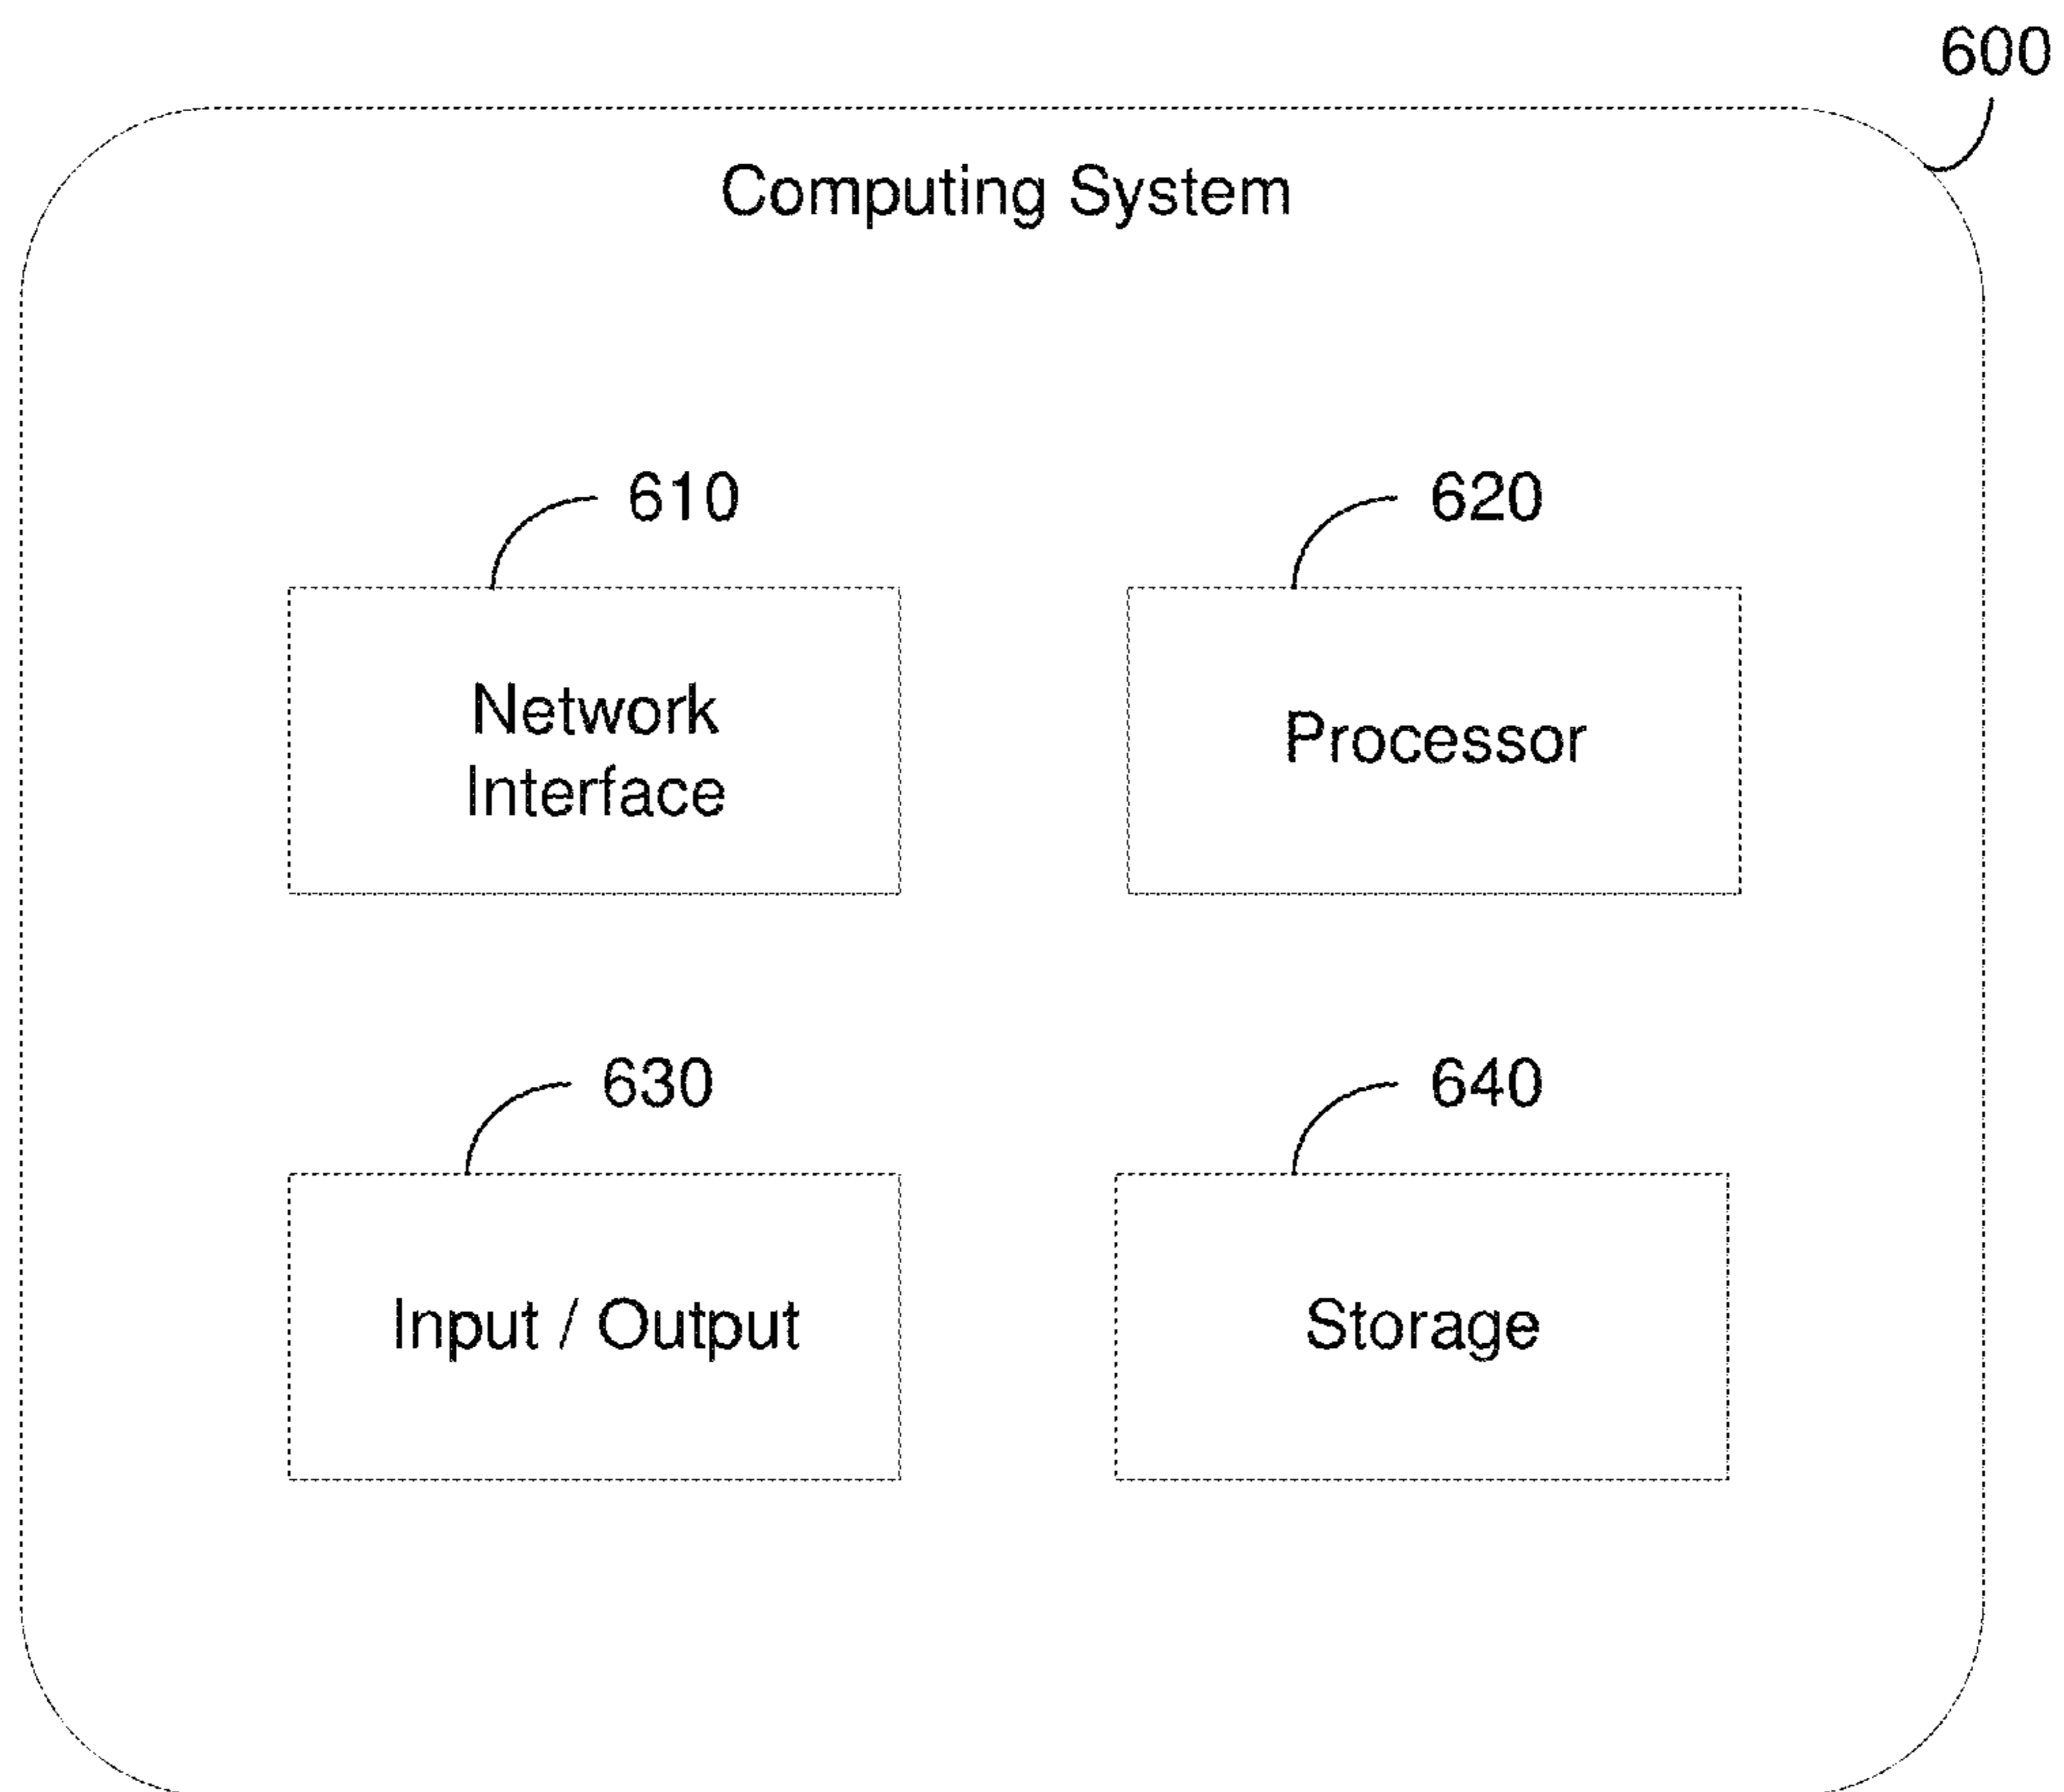 600
Computing System
610
620
Network
Interface
Processor
630
640
Input / Output
Storage